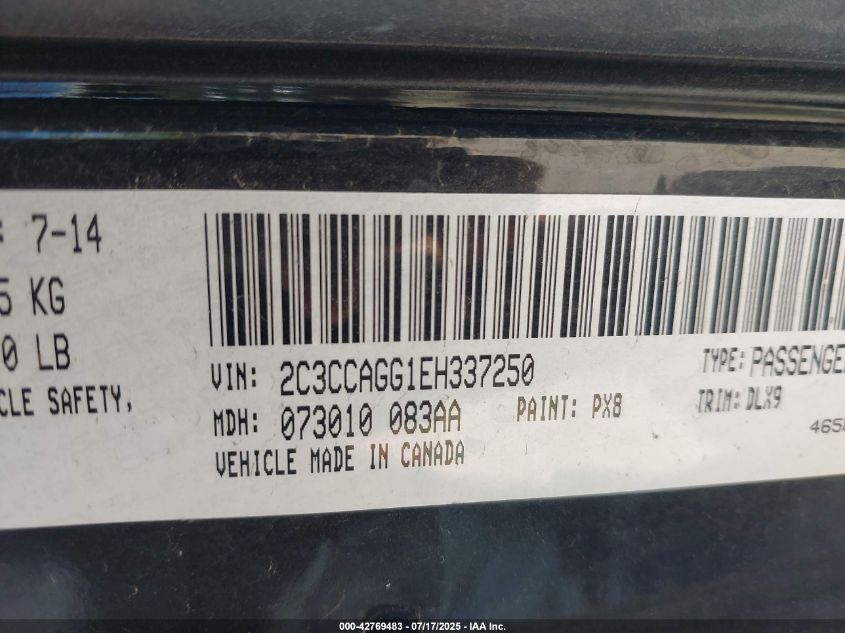 : 7-14
5 KG
0 LB
CLE SAFETY,
VIN: 2C3CCAGG1EH337250
TYPE: PASSENGE
MDH: 073010 083AA
PAINT: PX8
TRIM: DLX9
VEHICLE MADE IN CANADA
465
000-42769483 - 07/17/2025 - IAA Inc.